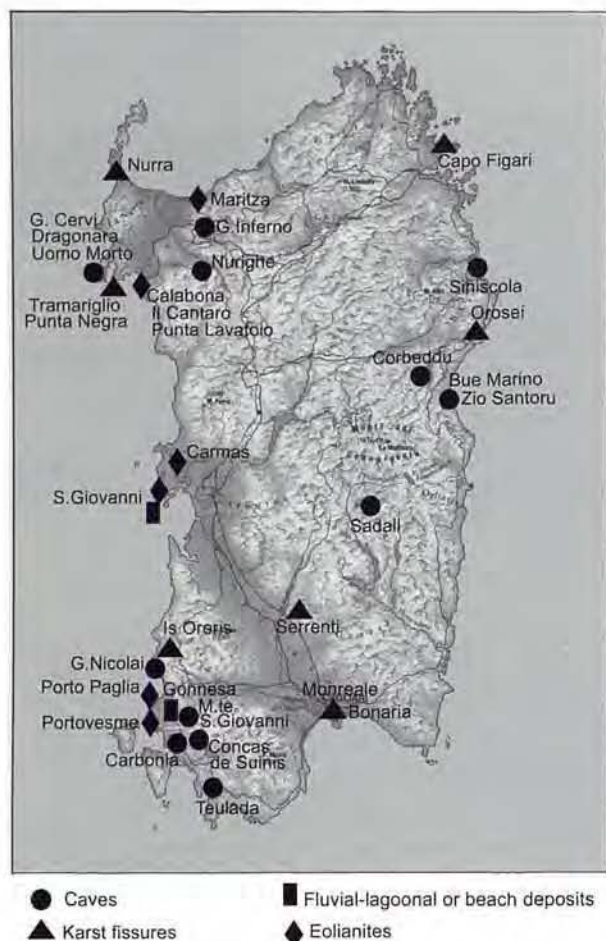 Nurra
Capo Figari
Maritza
G. Inferno
G. Cervi
Dragonara
Uomo Morto
Nurighe
Siniscola
Tramariglio
Punta Negra
Calabona
Il Cantaro
Punta Lavatoio
Orosei
Corbeddu
Bue Marino
Zio Santoru
Carmas
S.Giovanni
Sadali
Is Oreris
Serrenti
G.Nicolai
Porto Paglia
Gonnesa
M.te
S.Giovanni
Monreale
Bonaria
Portovesme
Carbonia
Concas
de Suinis
Teulada
Caves
Fluvial-lagoonal or beach deposits
Karst fissures
Eolianites